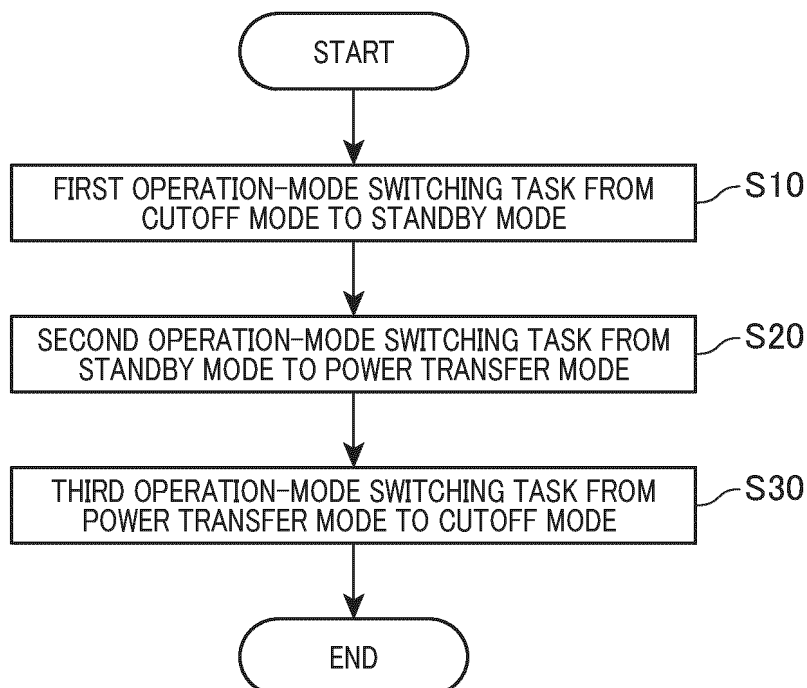 START
FIRST OPERATION-MODE SWITCHING TASK FROM
CUTOFF MODE TO STANDBY MODE
S10
SECOND OPERATION-MODE SWITCHING TASK FROM
STANDBY MODE TO POWER TRANSFER MODE
S20
THIRD OPERATION-MODE SWITCHING TASK FROM
POWER TRANSFER MODE TO CUTOFF MODE
S30
END